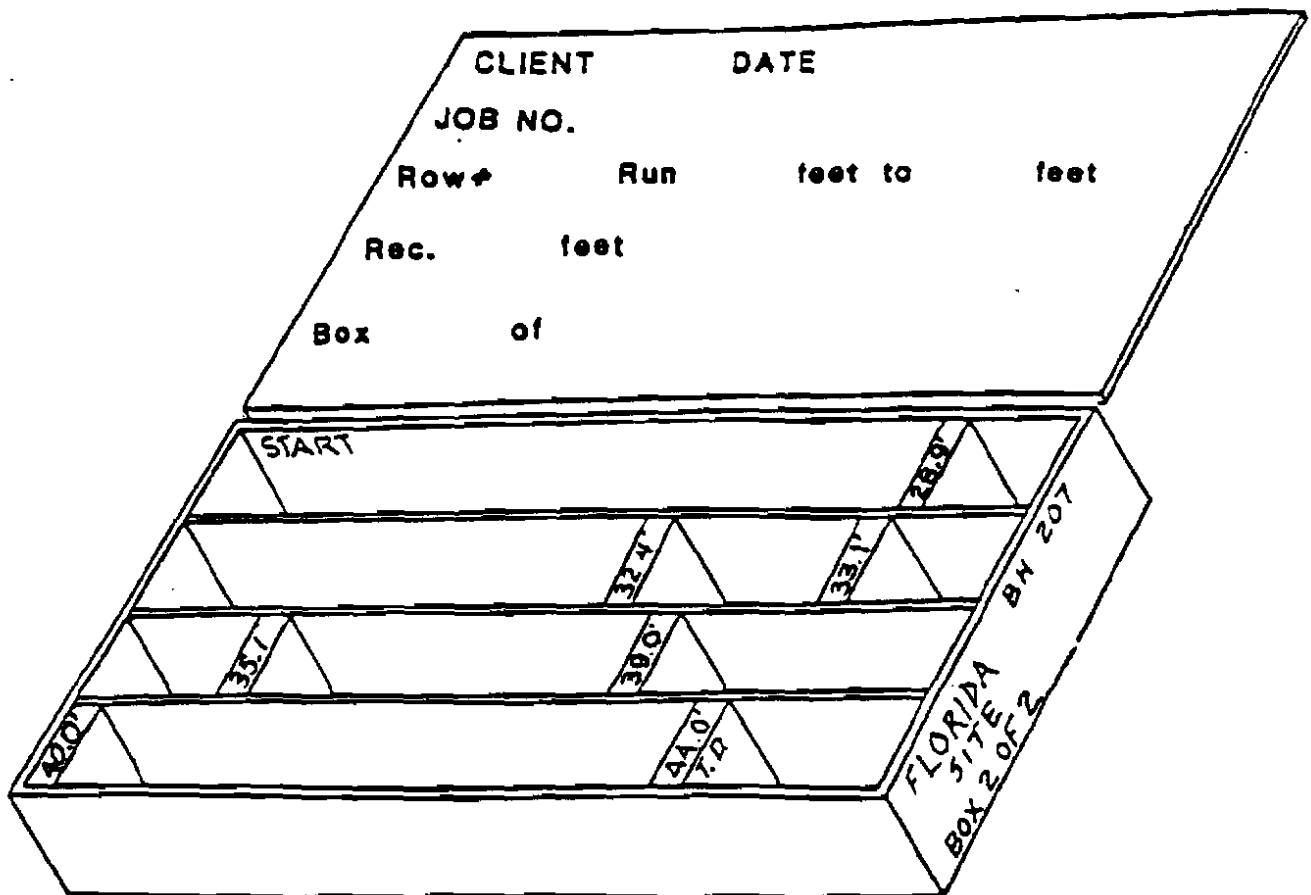 CLIENT DATE
JOB NO.
Row# Run feet to feet
Rec. feet
Box of
START
28.9'
32.4'
33.1'
35.1
39.0'
40.0'
44.0'
T.D
BH 207
FLORIDA
SITE
BOX 2 OF 2